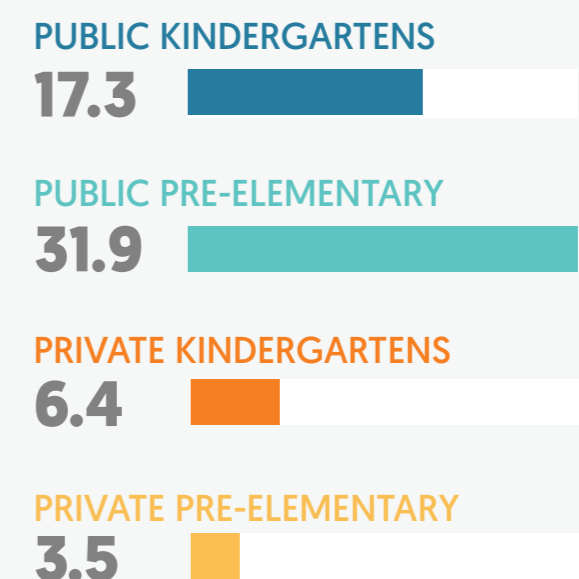 PUBLIC KINDERGARTENS
17.3
PUBLIC PRE-ELEMENTARY
31.9
PRIVATE KINDERGARTENS
6.4
PRIVATE PRE-ELEMENTARY
3.5